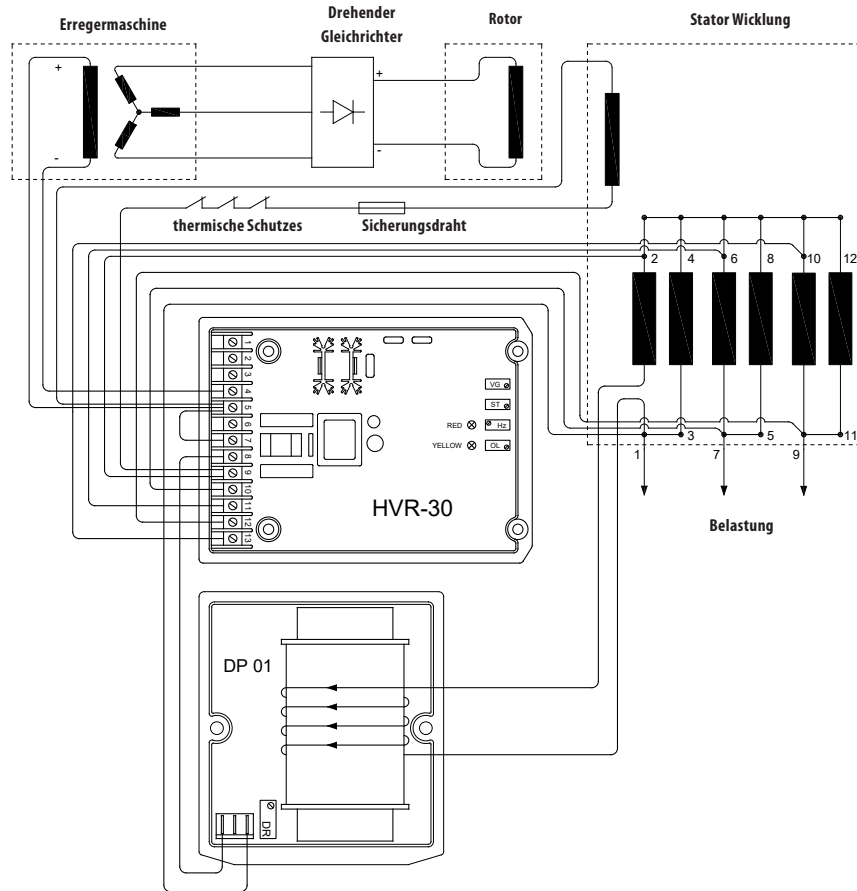 Erregermaschine
Drehender
Gleichrichter
Rotor
Stator Wicklung
+
-
+
-
thermische Schutzes
Sicherungsdraht
2
4
6
8
10
12
1
3
7
5
9
11
Belastung
1
2
3
4
5
6
7
8
9
10
11
12
13
VG
ST
RED
Hz
YELLOW
OL
HVR-30
DP 01
DR